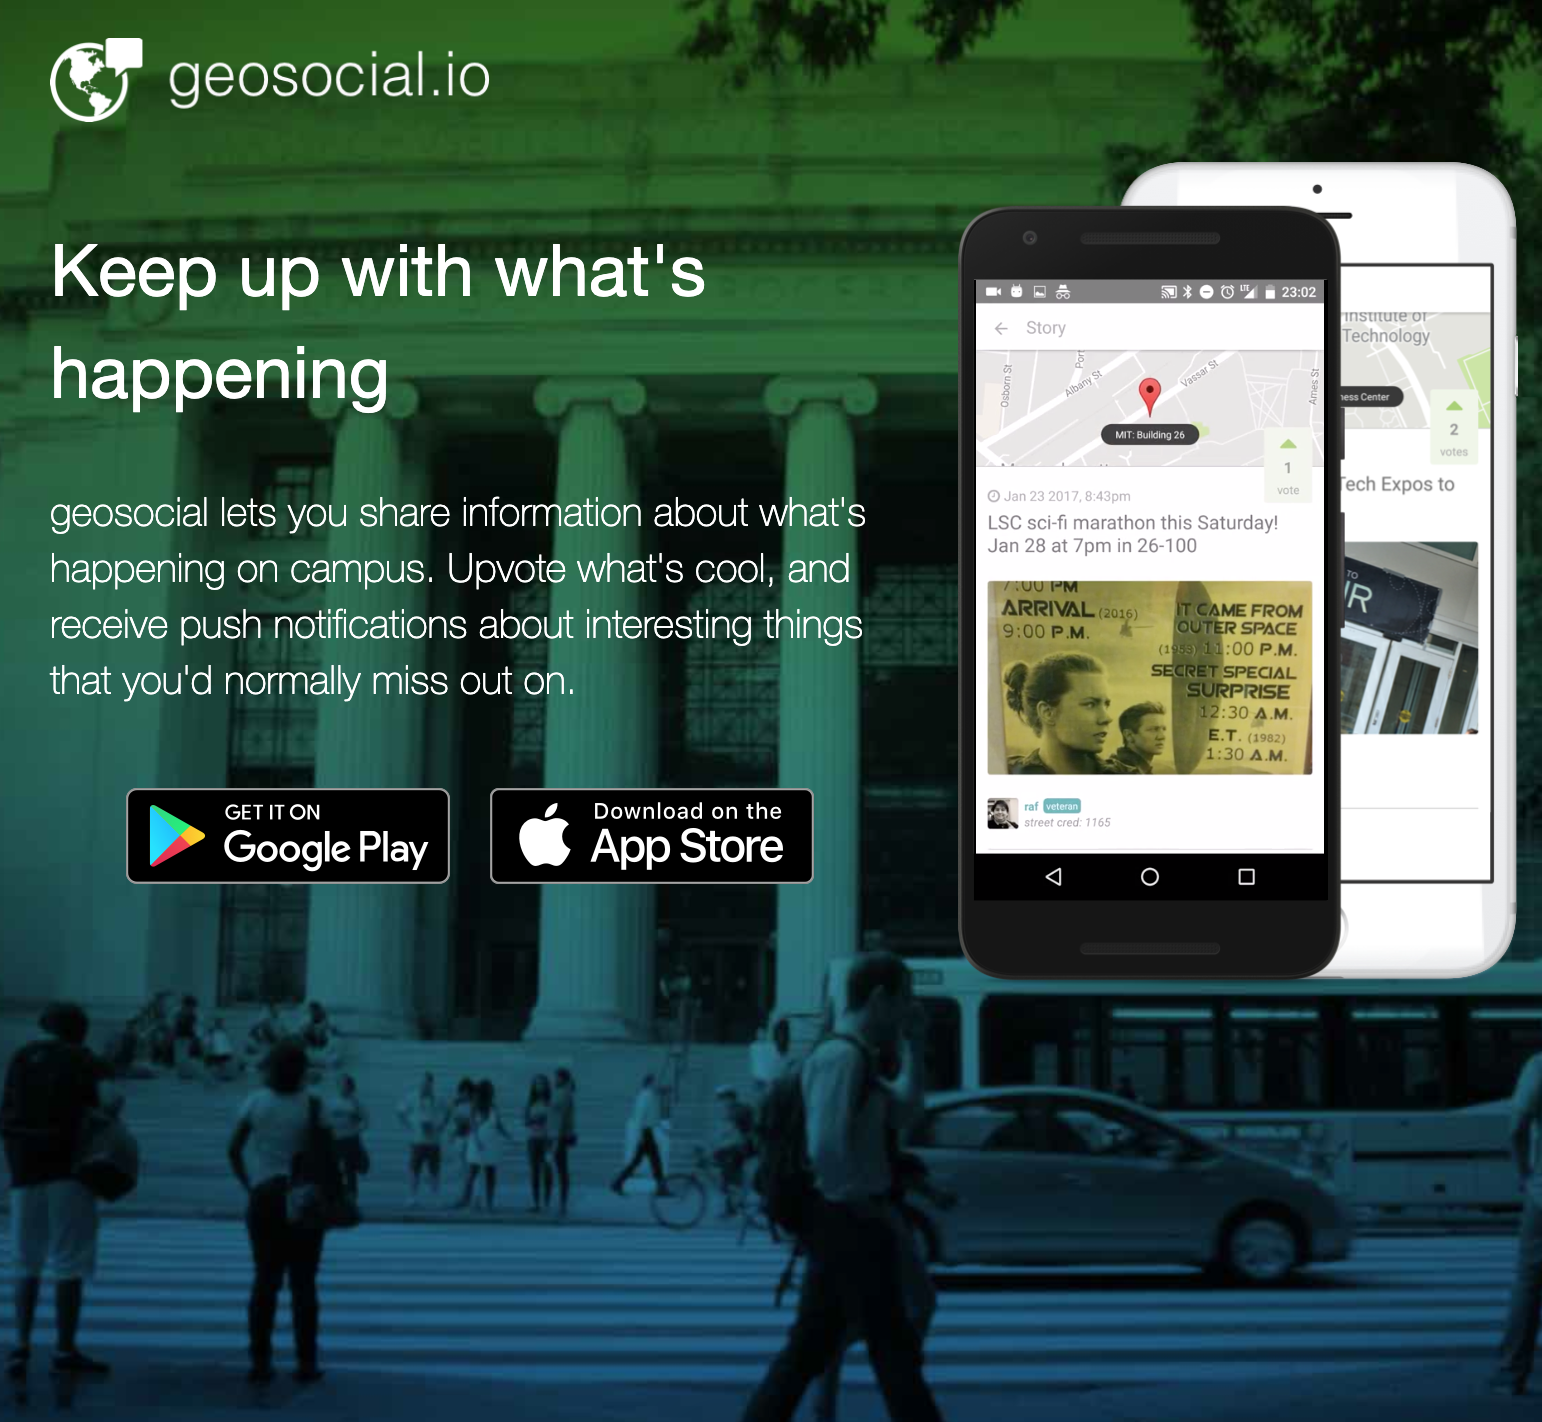 geosocial.io
Keep up with what's
happening
geosocial lets you share information about what's
happening on campus. Upvote what's cool, and
receive push notifications about interesting things
that you'd normally miss out on.
GET IT ON
Google Play
Download on the
App Store
LTE
23:02
Story
Osborn St
Port
Albany St
Vassar St
Ames St
MIT: Building 26
1
vote
Jan 23 2017, 8:43pm
LSC sci-fi marathon this Saturday!
Jan 28 at 7pm in 26-100
7:00 PM
ARRIVAL (2016)
9:00 P.M.
IT CAME FROM
OUTER SPACE
(1953) 11:00 P.M.
SECRET SPECIAL
SURPRISE
12:30 A.M.
E.T. (1982)
1:30 A.M.
raf veteran
street cred: 1165
Institute of
Technology
ness Center
2
votes
Tech Expos to
TO